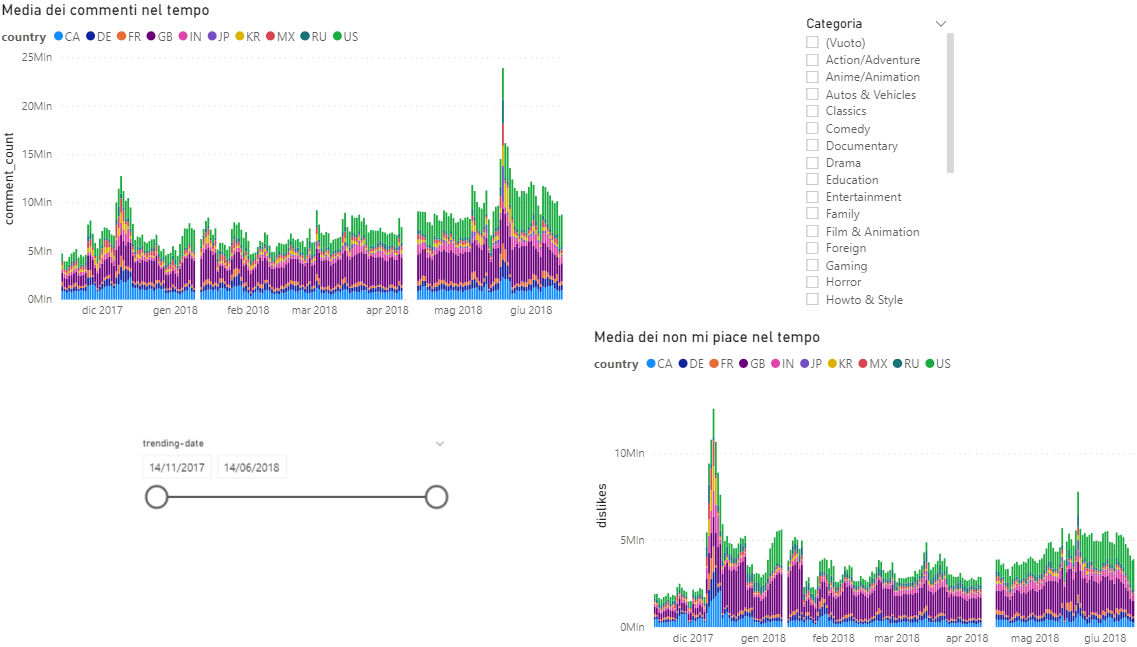 Media dei commenti nel tempo
country CA DE FR GB IN JP KR MX RU US
25Mln
20Mln
15Mln
10Mln
5Mln
0Mln
comment_count
dic 2017 gen 2018 feb 2018 mar 2018 apr 2018 mag 2018 giu 2018
Categoria
(Vuoto)
Action/Adventure
Anime/Animation
Autos & Vehicles
Classics
Comedy
Documentary
Drama
Education
Entertainment
Family
Film & Animation
Foreign
Gaming
Horror
Howto & Style
trending-date
14/11/2017 14/06/2018
Media dei non mi piace nel tempo
country CA DE FR GB IN JP KR MX RU US
10Mln
5Mln
0Mln
dislikes
dic 2017 gen 2018 feb 2018 mar 2018 apr 2018 mag 2018 giu 2018